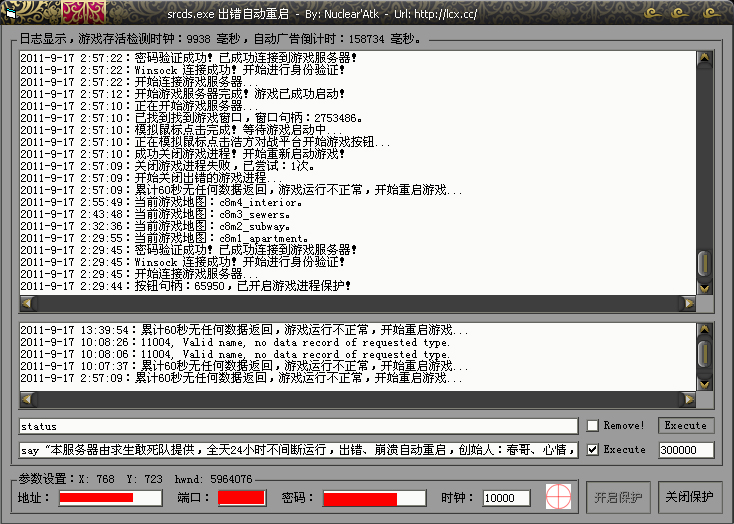 srcds.exe 出错自动重启 - By: Nuclear'Atk - Url: http://lcx.cc/
日志显示，游戏存活检测时钟：9938 毫秒，自动广告倒计时：158734 毫秒。
2011-9-17 2:57:22：密码验证成功！已成功连接到游戏服务器！
2011-9-17 2:57:22：Winsock 连接成功！开始进行身份验证！
2011-9-17 2:57:22：开始连接游戏服务器...
2011-9-17 2:57:12：开始游戏服务器完成！游戏已成功启动！
2011-9-17 2:57:10：正在开始游戏服务器...
2011-9-17 2:57:10：已找到找到游戏窗口，窗口句柄：2753486。
2011-9-17 2:57:10：模拟鼠标点击完成！等待游戏启动中...
2011-9-17 2:57:10：正在模拟鼠标点击浩方对战平台开始游戏按钮...
2011-9-17 2:57:10：成功关闭游戏进程！开始重新启动游戏！
2011-9-17 2:57:09：关闭游戏进程失败，已尝试：1次。
2011-9-17 2:57:09：开始关闭出错的游戏进程...
2011-9-17 2:57:09：累计60秒无任何数据返回，游戏运行不正常，开始重启游戏...
2011-9-17 2:55:49：当前游戏地图：c8m4_interior。
2011-9-17 2:43:48：当前游戏地图：c8m3_sewers。
2011-9-17 2:32:36：当前游戏地图：c8m2_subway。
2011-9-17 2:29:55：当前游戏地图：c8m1_apartment。
2011-9-17 2:29:45：密码验证成功！已成功连接到游戏服务器！
2011-9-17 2:29:45：Winsock 连接成功！开始进行身份验证！
2011-9-17 2:29:45：开始连接游戏服务器...
2011-9-17 2:29:44：按钮句柄：65950，已开启游戏进程保护！
2011-9-17 13:39:54：累计60秒无任何数据返回，游戏运行不正常，开始重启游戏...
2011-9-17 10:08:26：11004, Valid name, no data record of requested type.
2011-9-17 10:08:06：11004, Valid name, no data record of requested type.
2011-9-17 10:07:37：累计60秒无任何数据返回，游戏运行不正常，开始重启游戏...
2011-9-17 2:57:09：累计60秒无任何数据返回，游戏运行不正常，开始重启游戏...
status Remove! Execute
say "本服务器由求生敢死队提供，全天24小时不间断运行，出错、崩溃自动重启，创始人：春哥、心情， Execute 300000
参数设置：X: 768 Y: 723 hwnd: 5964076
地址： 端口： 密码： 时钟：10000 开启保护 关闭保护